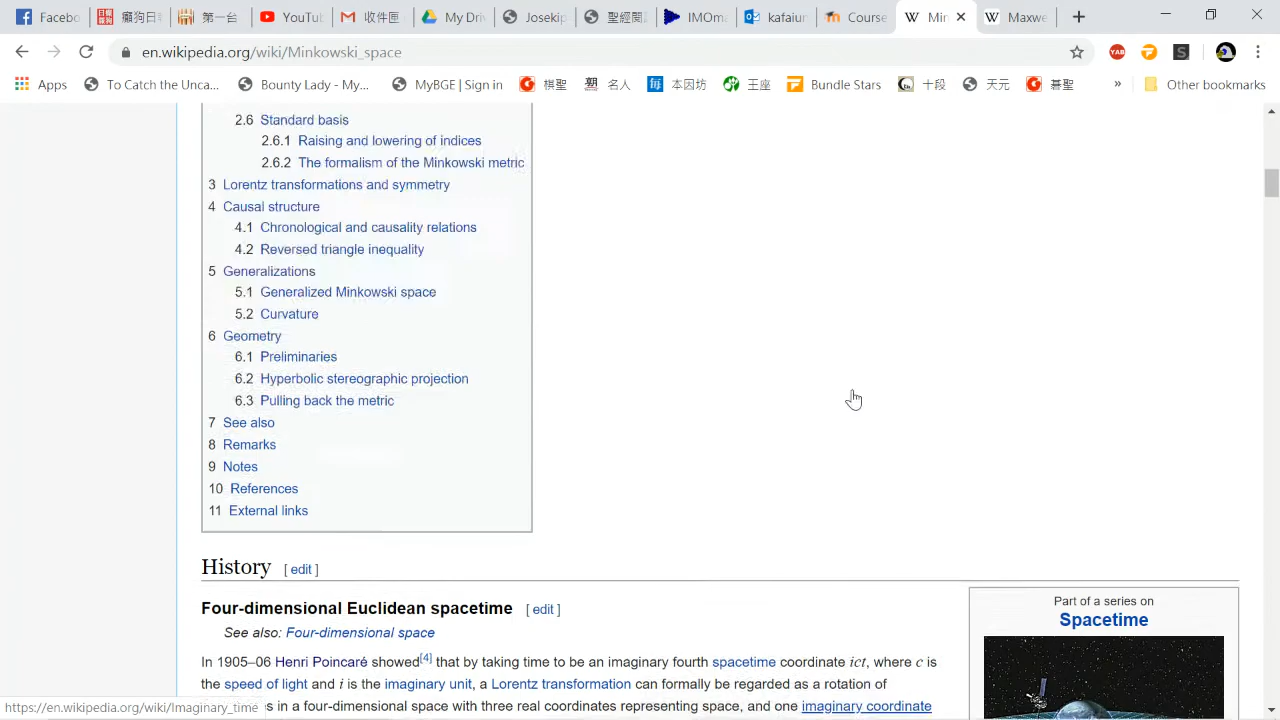 Facebo
癲狗日
第一台
YouTub
收件匣
My Driv
Josekip
聖經閱
IMOma
kafaiun
Course
Min
Maxwe
en.wikipedia.org/wiki/Minkowski_space
YAB
S
Apps
To Catch the Unca...
Bounty Lady - My...
MyBGE | Sign in
棋聖
名人
本因坊
王座
Bundle Stars
十段
天元
碁聖
»
Other bookmarks
2.6 Standard basis
2.6.1 Raising and lowering of indices
2.6.2 The formalism of the Minkowski metric
3 Lorentz transformations and symmetry
4 Causal structure
4.1 Chronological and causality relations
4.2 Reversed triangle inequality
5 Generalizations
5.1 Generalized Minkowski space
5.2 Curvature
6 Geometry
6.1 Preliminaries
6.2 Hyperbolic stereographic projection
6.3 Pulling back the metric
7 See also
8 Remarks
9 Notes
10 References
11 External links
History [ edit ]
Four-dimensional Euclidean spacetime [ edit ]
See also: Four-dimensional space
In 1905–06 Henri Poincaré showed[4] that by taking time to be an imaginary fourth spacetime coordinate ict, where c is
the speed of light and i is the imaginary unit, a Lorentz transformation can formally be regarded as a rotation of
is in a four-dimensional space with three real coordinates representing space, and one imaginary coordinate
Part of a series on
Spacetime
https://en.wikipedia.org/wiki/Imaginary_time